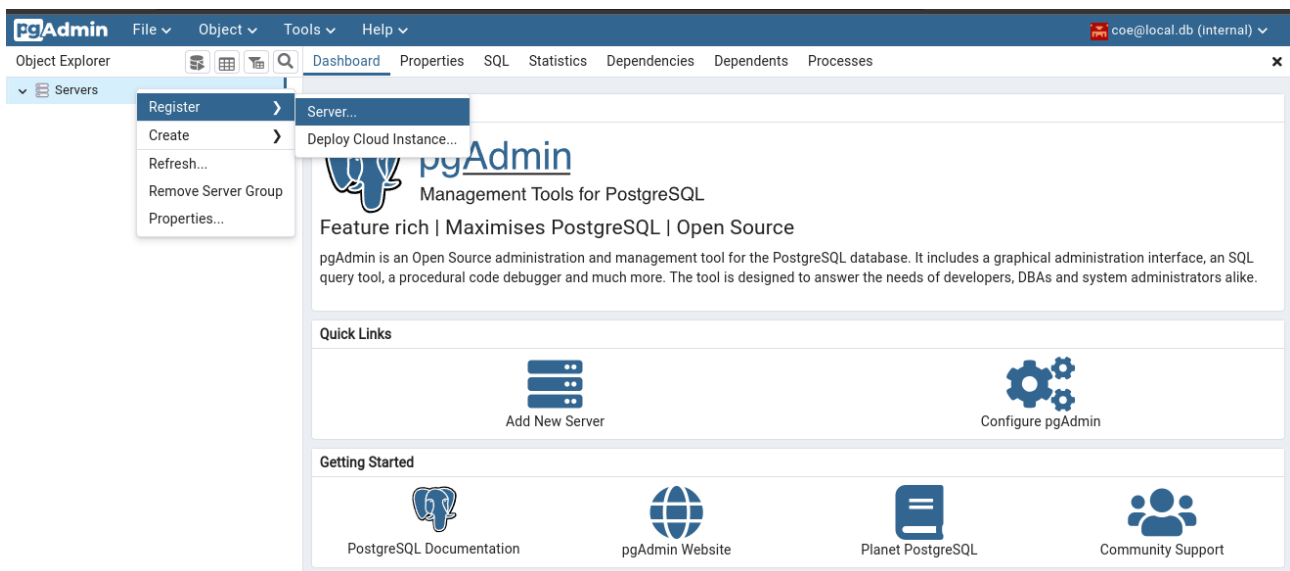 pgAdmin File Object Tools Help coe@local.db (internal)
Object Explorer Dashboard Properties SQL Statistics Dependencies Dependents Processes
Servers
Register
Create
Refresh...
Remove Server Group
Properties...
Server...
Deploy Cloud Instance...
pgAdmin
Management Tools for PostgreSQL
Feature rich | Maximises PostgreSQL | Open Source
pgAdmin is an Open Source administration and management tool for the PostgreSQL database. It includes a graphical administration interface, an SQL
query tool, a procedural code debugger and much more. The tool is designed to answer the needs of developers, DBAs and system administrators alike.
Quick Links
Add New Server
Configure pgAdmin
Getting Started
PostgreSQL Documentation
pgAdmin Website
Planet PostgreSQL
Community Support